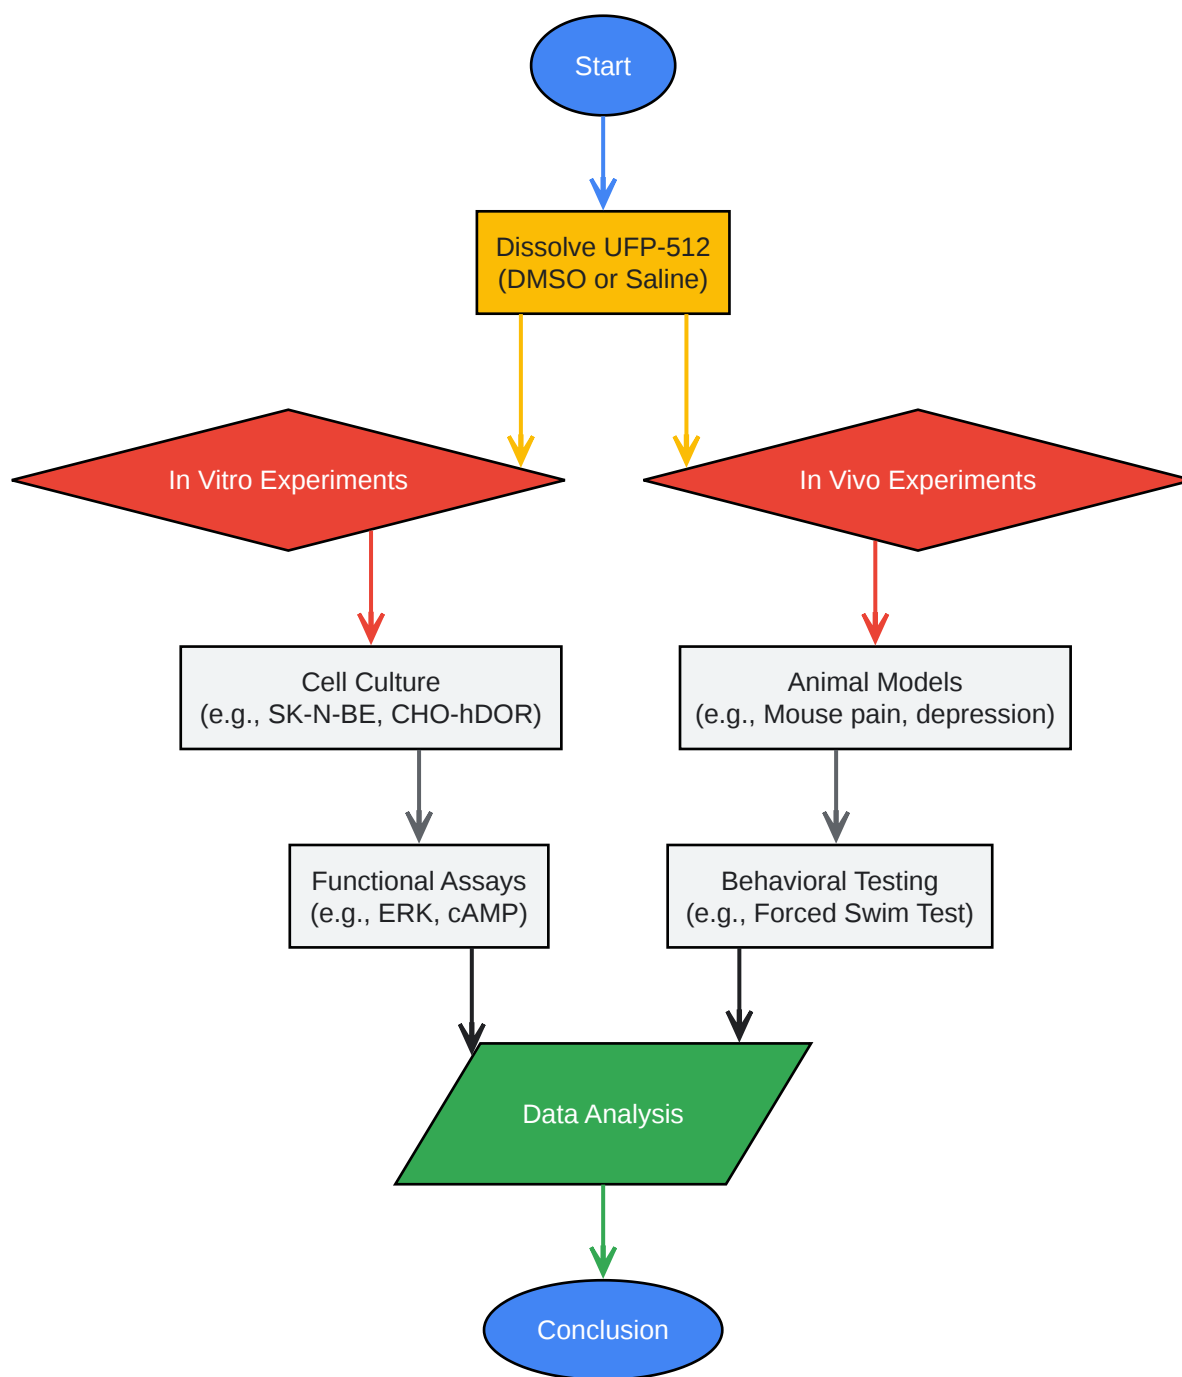 Start
Dissolve UFP-512
(DMSO or Saline)
In Vitro Experiments
In Vivo Experiments
Cell Culture
(e.g., SK-N-BE, CHO-hDOR)
Animal Models
(e.g., Mouse pain, depression)
Functional Assays
(e.g., ERK, cAMP)
Behavioral Testing
(e.g., Forced Swim Test)
Data Analysis
Conclusion